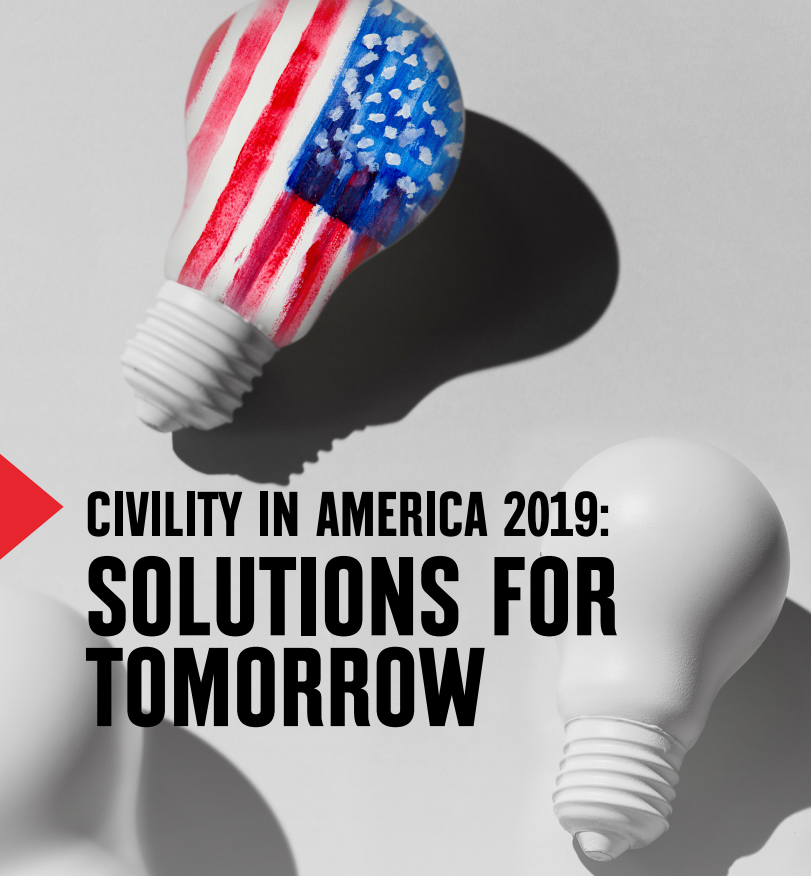 CIVILITY IN AMERICA 2019:
SOLUTIONS FOR
TOMORROW